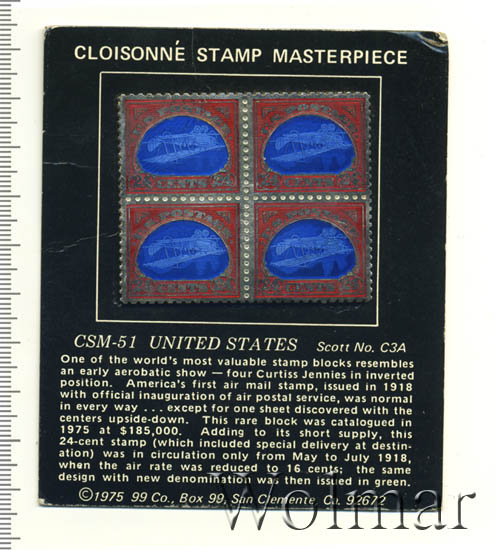 CLOISONNÉ STAMP MASTERPIECE
CSM-51 UNITED STATES Scott No. C3A
One of the world's most valuable stamp blocks resembles
an early aerobatic show — four Curtiss Jennies in inverted
position. America's first air mail stamp, issued in 1918
with official inauguration of air postal service, was normal
in every way . . . except for one sheet discovered with the
centers upside-down. This rare block was catalogued in
1975 at $185,000. Adding to its short supply, this
24-cent stamp (which included special delivery at destin-
ation) was in circulation only from May to July 1918,
when the air rate was reduced to 16 cents; the same
design with new denomination was then issued in green.
©1975 99 Co., Box 99, San Clemente, Ca. 92672
Wolmar